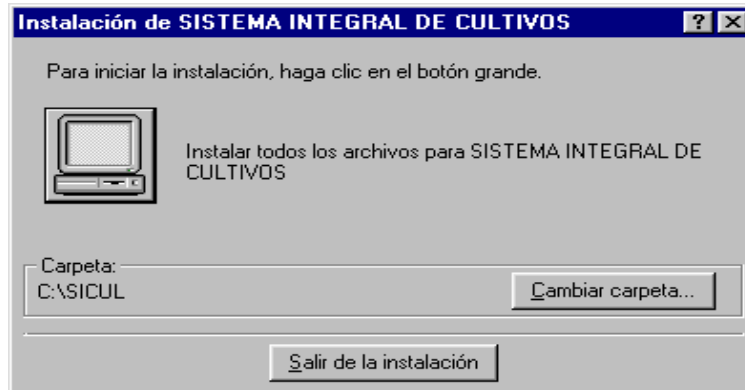 Instalación de SISTEMA INTEGRAL DE CULTIVOS
Para iniciar la instalación, haga clic en el botón grande.
Instalar todos los archivos para SISTEMA INTEGRAL DE
CULTIVOS
Carpeta:
C:\SICUL
Cambiar carpeta...
Salir de la instalación